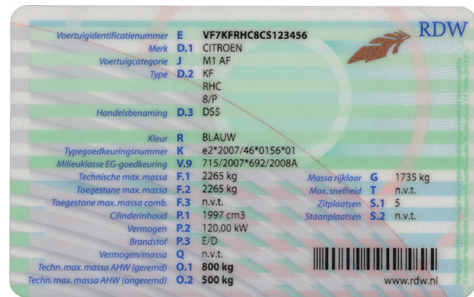 RDW
Voertuigidentificatienummer E VF7KFRHC8CS123456
Merk D.1 CITROEN
Voertuigcategorie J M1 AF
Type D.2 KF
RHC
8/P
Handelsbenaming D.3 DS5
Kleur R BLAUW
Typegoedkeuringsnummer K e2*2007/46*0156*01
Milieuklasse EG-goedkeuring V.9 715/2007*692/2008A
Technische max. massa F.1 2265 kg Massa rijklaar G 1735 kg
Toegestane max. massa F.2 2265 kg Max. snelheid T n.v.t.
Toegestane max. massa comb. F.3 n.v.t. Zitplaatsen S.1 5
Cilinderinhoud P.1 1997 cm3 Staanplaatsen S.2 n.v.t.
Vermogen P.2 120,00 kW
Brandstof P.3 E/D
Vermogen/massa Q n.v.t.
Techn. max. massa AHW (geremd) O.1 800 kg
Techn. max. massa AHW (ongeremd) O.2 500 kg www.rdw.nl